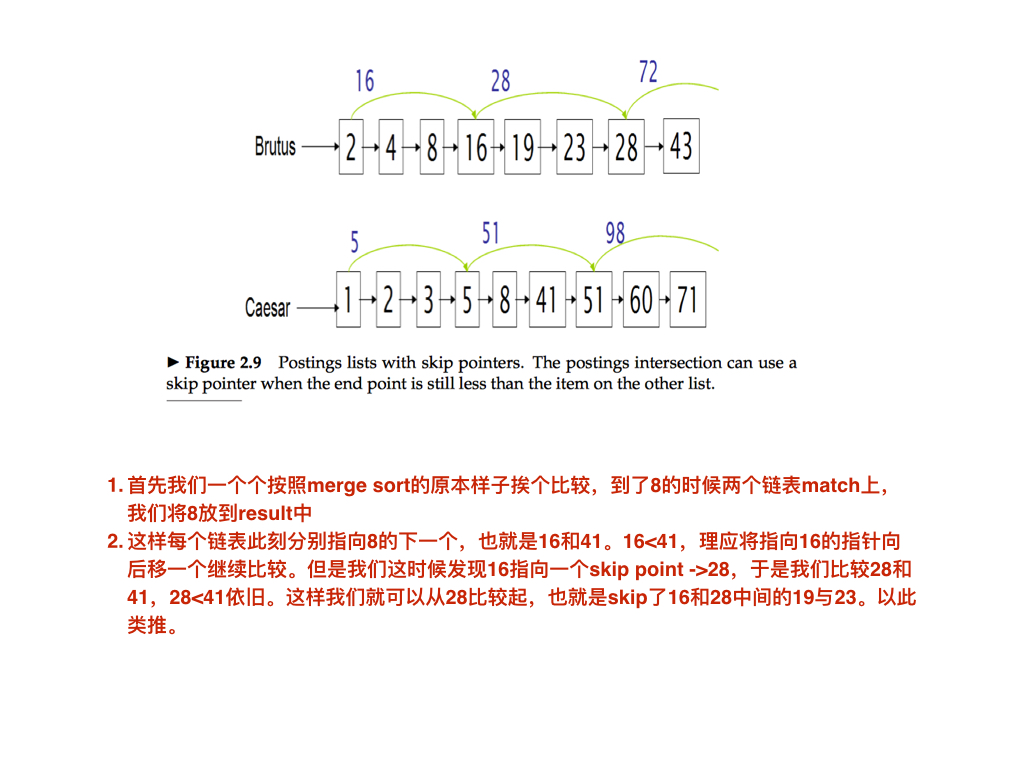 16 28 72
Brutus 2 4 8 16 19 23 28 43
5 51 98
Caesar 1 2 3 5 8 41 51 60 71
► Figure 2.9 Postings lists with skip pointers. The postings intersection can use a
skip pointer when the end point is still less than the item on the other list.
1. 首先我们一个个按照merge sort的原本样子挨个比较，到了8的时候两个链表match上，
我们将8放到result中
2. 这样每个链表此刻分别指向8的下一个，也就是16和41。16<41，理应将指向16的指针向
后移一个继续比较。但是我们这时候发现16指向一个skip point ->28，于是我们比较28和
41，28<41依旧。这样我们就可以从28比较起，也就是skip了16和28中间的19与23。以此
类推。